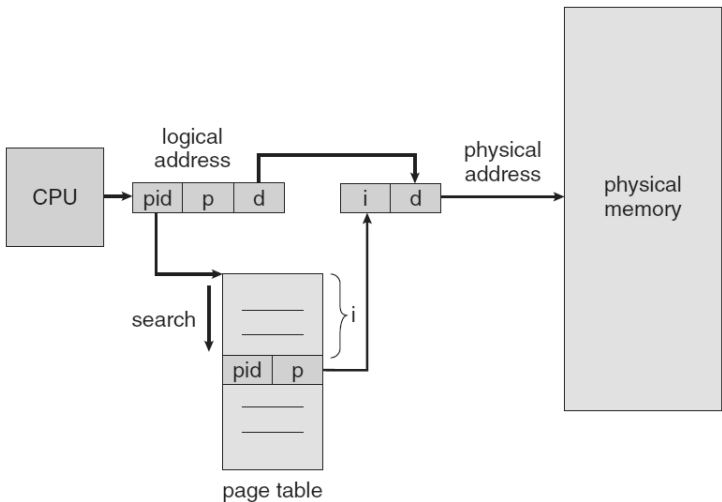 logical
address
physical
address
CPU
pid p d
i d
physical
memory
search
i
pid p
page table